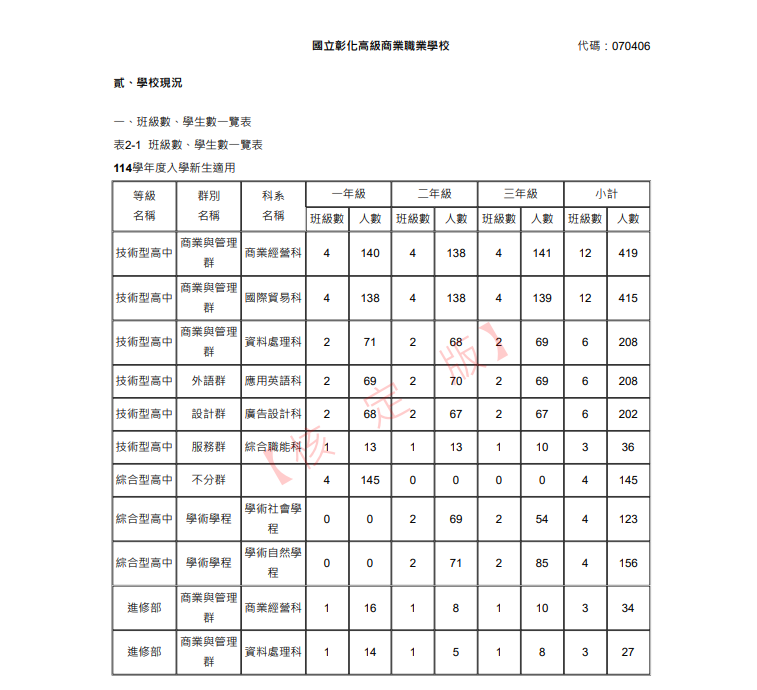 國立彰化高級商業職業學校 代碼：070406
貳、學校現況
一、班級數、學生數一覽表
表2-1 班級數、學生數一覽表
114學年度入學新生適用
等級名稱 群別名稱 科系名稱 一年級 二年級 三年級 小計
班級數 人數 班級數 人數 班級數 人數 班級數 人數
技術型高中 商業與管理群 商業經營科 4 140 4 138 4 141 12 419
技術型高中 商業與管理群 國際貿易科 4 138 4 138 4 139 12 415
技術型高中 商業與管理群 資料處理科 2 71 2 68 2 69 6 208
技術型高中 外語群 應用英語科 2 69 2 70 2 69 6 208
技術型高中 設計群 廣告設計科 2 68 2 67 2 67 6 202
技術型高中 服務群 綜合職能科 1 13 1 13 1 10 3 36
綜合型高中 不分群 4 145 0 0 0 0 4 145
綜合型高中 學術學程 學術社會學程 0 0 2 69 2 54 4 123
綜合型高中 學術學程 學術自然學程 0 0 2 71 2 85 4 156
進修部 商業與管理群 商業經營科 1 16 1 8 1 10 3 34
進修部 商業與管理群 資料處理科 1 14 1 5 1 8 3 27
【核定版】